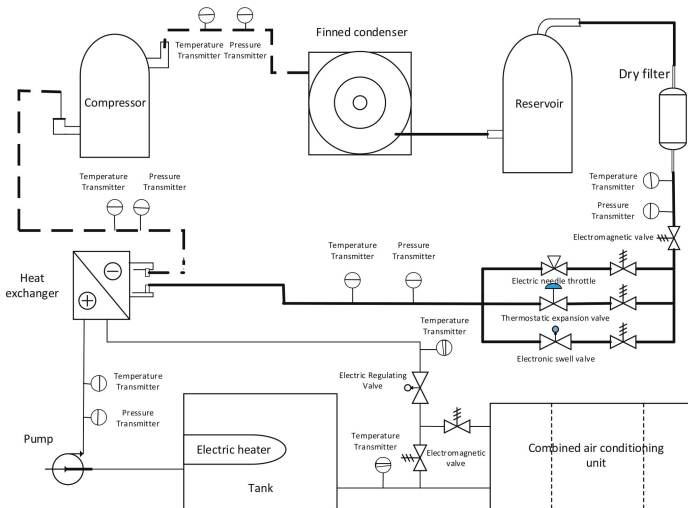 Finned condenser
Temperature
Transmitter
Pressure
Transmitter
Dry filter
Compressor
Reservoir
Temperature
Transmitter
Pressure
Transmitter
Temperature
Transmitter
Pressure
Transmitter
Electromagnetic valve
Heat
exchanger
Temperature
Transmitter
Pressure
Transmitter
Electric needle throttle
Thermostatic expansion valve
Temperature
Transmitter
Electronic swell valve
Temperature
Transmitter
Electric Regulating
Valve
Pressure
Transmitter
Pump
Electric heater
Temperature
Transmitter
Electromagnetic
valve
Combined air conditioning
unit
Tank